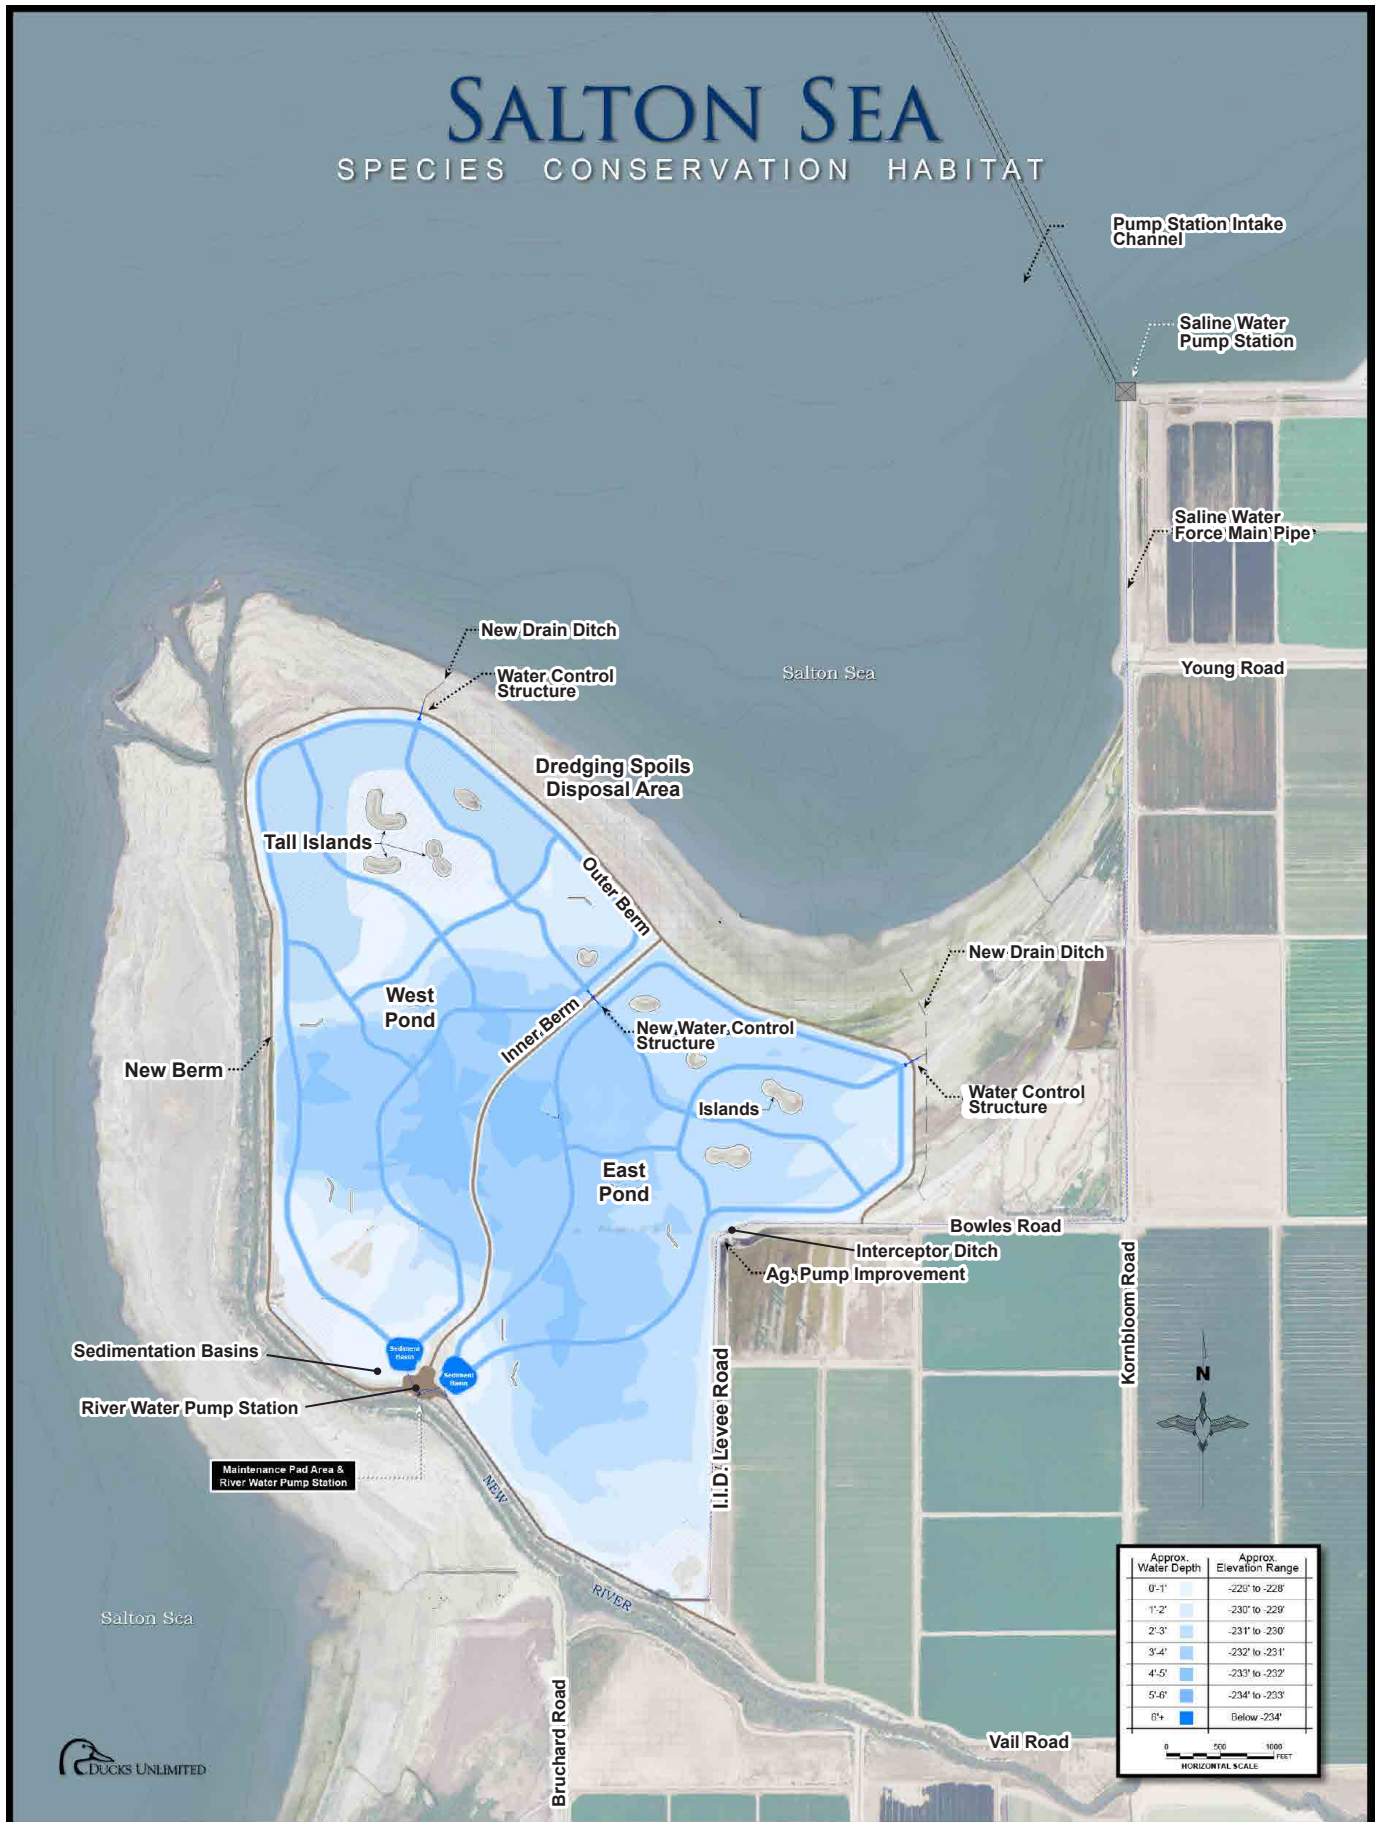 SALTON SEA
SPECIES CONSERVATION HABITAT
Pump Station Intake
Channel
Saline Water
Pump Station
Saline Water
Force Main Pipe
New Drain Ditch
Water Control
Structure
Salton Sea
Young Road
Dredging Spoils
Disposal Area
Tall Islands
Outer Berm
New Drain Ditch
West
Pond
Inner Berm
New Water Control
Structure
New Berm
Water Control
Structure
Islands
East
Pond
Bowles Road
Interceptor Ditch
Ag. Pump Improvement
Kornbloom Road
Sedimentation Basins
Sediment
Basin
Sediment
Basin
River Water Pump Station
I.I.D. Levee Road
N
Maintenance Pad Area &
River Water Pump Station
NEW
RIVER
Salton Sea
Bruchard Road
Vail Road
Approx.
Water Depth
Approx.
Elevation Range
0'-1' -229' to -228'
1'-2' -230' to -229'
2'-3' -231' to -230'
3'-4' -232' to -231'
4'-5' -233' to -232'
5'-6' -234' to -233'
6'+ Below -234'
0 500 1000
FEET
HORIZONTAL SCALE
DUCKS UNLIMITED